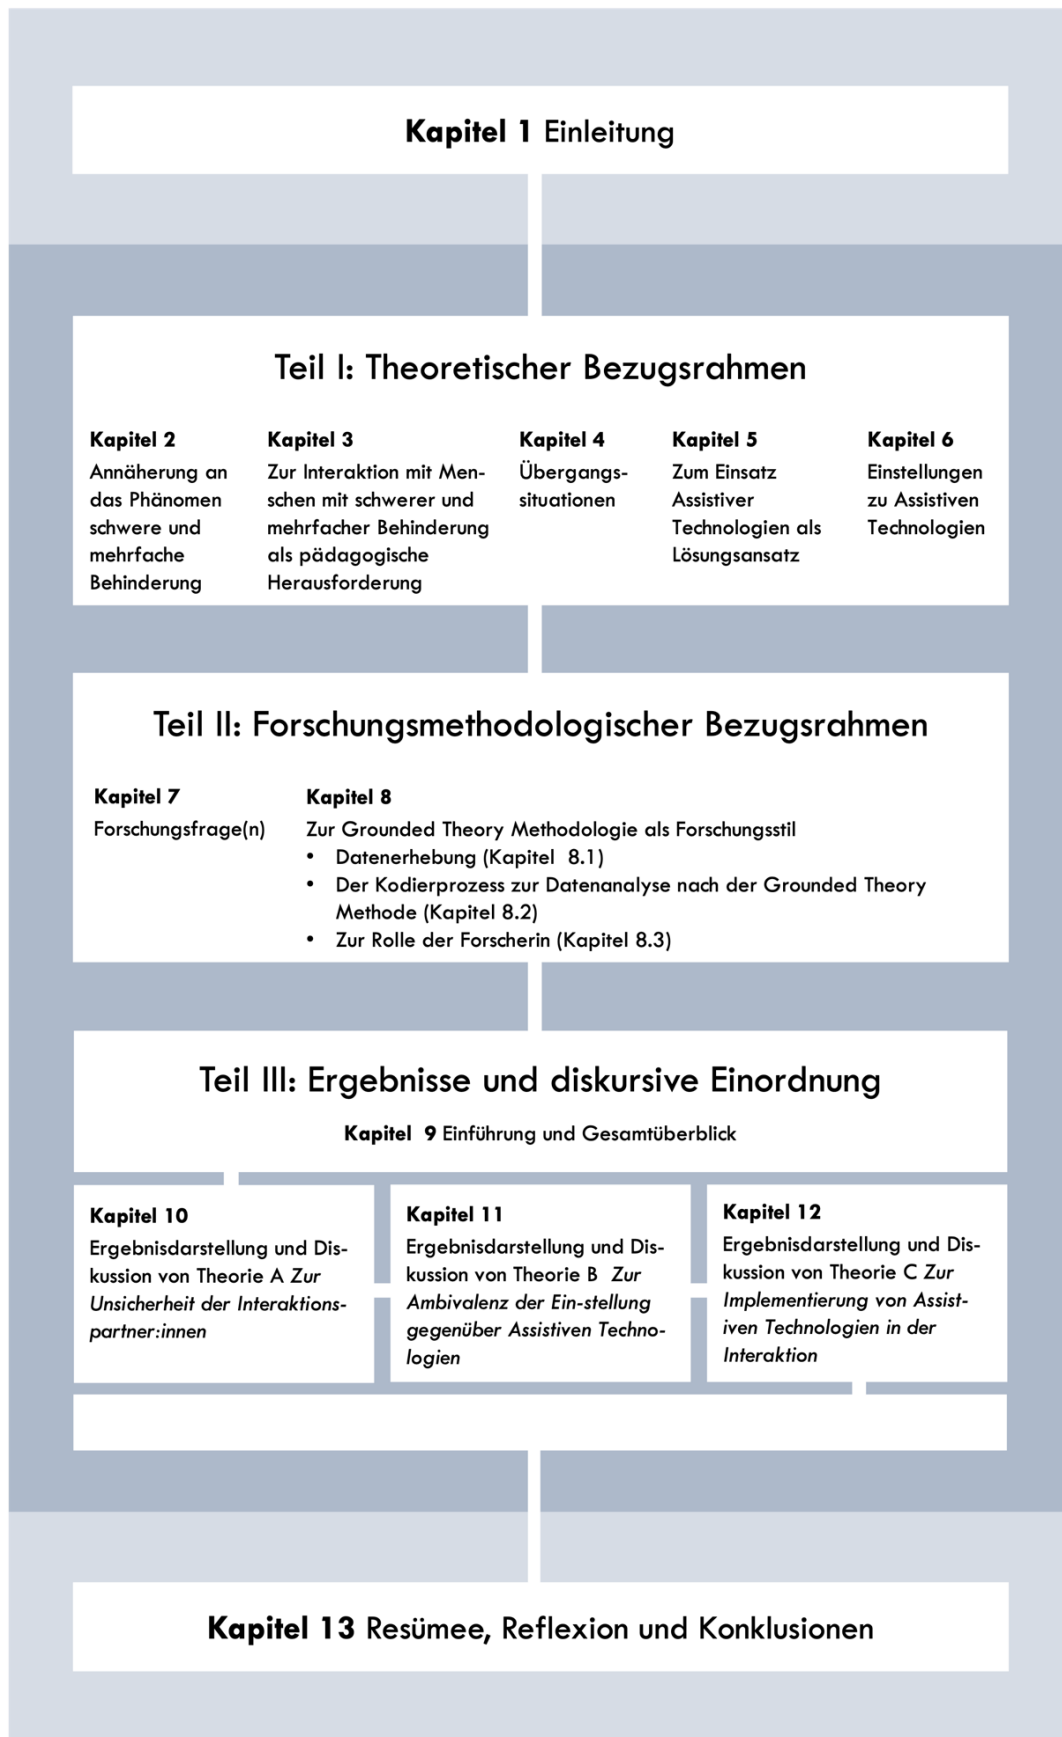 Kapitel 1 Einleitung
Teil I: Theoretischer Bezugsrahmen
Kapitel 2
Annäherung an
das Phänomen
schwere und
mehrfache
Behinderung
Kapitel 3
Zur Interaktion mit Men-
schen mit schwerer und
mehrfacher Behinderung
als pädagogische
Herausforderung
Kapitel 4
Übergangs-
situationen
Kapitel 5
Zum Einsatz
Assistiver
Technologien als
Lösungsansatz
Kapitel 6
Einstellungen
zu Assistiven
Technologien
Teil II: Forschungsmethodologischer Bezugsrahmen
Kapitel 7
Forschungsfrage(n)
Kapitel 8
Zur Grounded Theory Methodologie als Forschungsstil
• Datenerhebung (Kapitel 8.1)
• Der Kodierprozess zur Datenanalyse nach der Grounded Theory
Methode (Kapitel 8.2)
• Zur Rolle der Forscherin (Kapitel 8.3)
Teil III: Ergebnisse und diskursive Einordnung
Kapitel 9 Einführung und Gesamtüberblick
Kapitel 10
Ergebnisdarstellung und Dis-
kussion von Theorie A Zur
Unsicherheit der Interaktions-
partner:innen
Kapitel 11
Ergebnisdarstellung und Dis-
kussion von Theorie B Zur
Ambivalenz der Ein-stellung
gegenüber Assistiven Techno-
logien
Kapitel 12
Ergebnisdarstellung und Dis-
kussion von Theorie C Zur
Implementierung von Assist-
iven Technologien in der
Interaktion
Kapitel 13 Resümee, Reflexion und Konklusionen